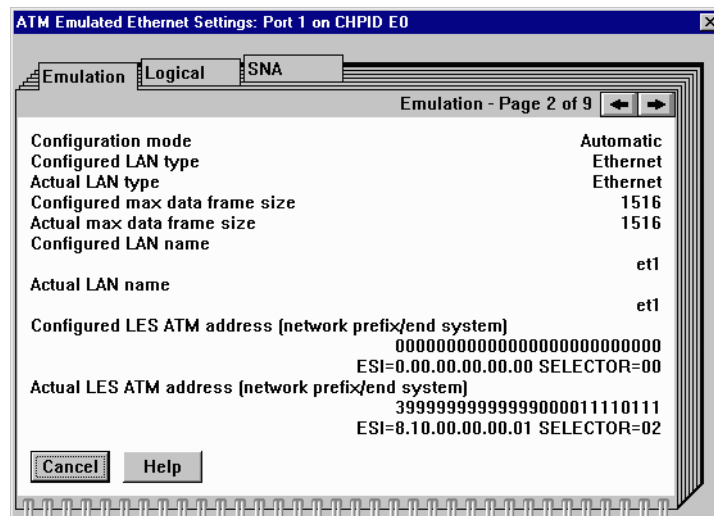 ATM Emulated Ethernet Settings: Port 1 on CHPID E0
Emulation Logical SNA
Emulation - Page 2 of 9
Configuration mode Automatic
Configured LAN type Ethernet
Actual LAN type Ethernet
Configured max data frame size 1516
Actual max data frame size 1516
Configured LAN name
et1
Actual LAN name
et1
Configured LES ATM address (network prefix/end system)
00000000000000000000000000
ESI=0.00.00.00.00.00 SELECTOR=00
Actual LES ATM address (network prefix/end system)
39999999999999000011110111
ESI=8.10.00.00.00.01 SELECTOR=02
Cancel Help